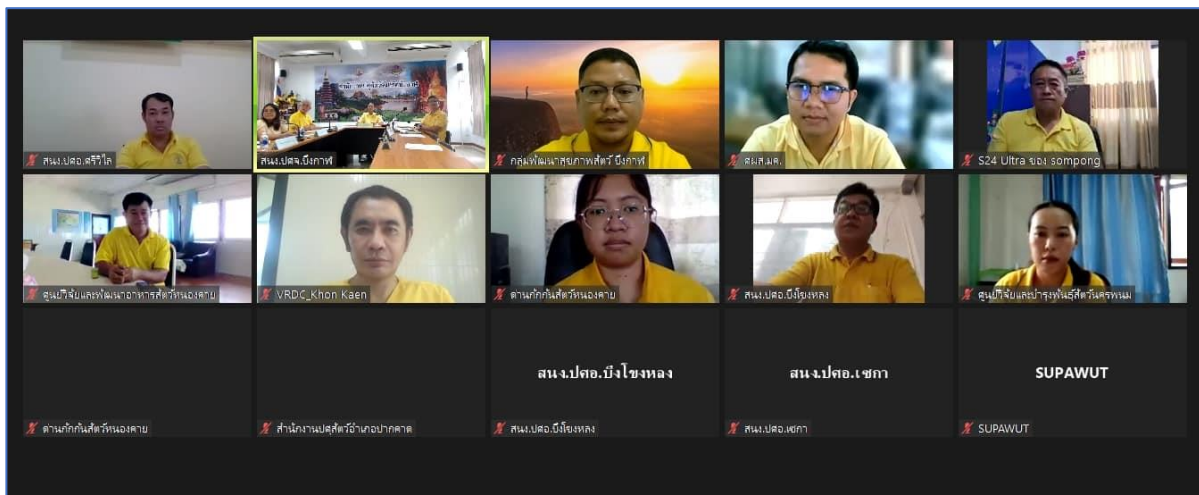 สนง.ปศอ.ศรีวิไล
สนง.ปศจ.บึงกาฬ
กลุ่มพัฒนาสุขภาพสัตว์ บึงกาฬ
ศผส.มค.
S24 Ultra ของ sompong
ศูนย์วิจัยและพัฒนาอาหารสัตว์หนองคาย
VRDC_Khon Kaen
ด่านกักกันสัตว์หนองคาย
สนง.ปศอ.บึงโขงหลง
ศูนย์วิจัยและบำรุงพันธุ์สัตว์นครพนม
สนง.ปศอ.บึงโขงหลง
สนง.ปศอ.เซกา
SUPAWUT
ด่านกักกันสัตว์หนองคาย
สำนักงานปศุสัตว์อำเภอปากคาด
สนง.ปศอ.บึงโขงหลง
สนง.ปศอ.เซกา
SUPAWUT